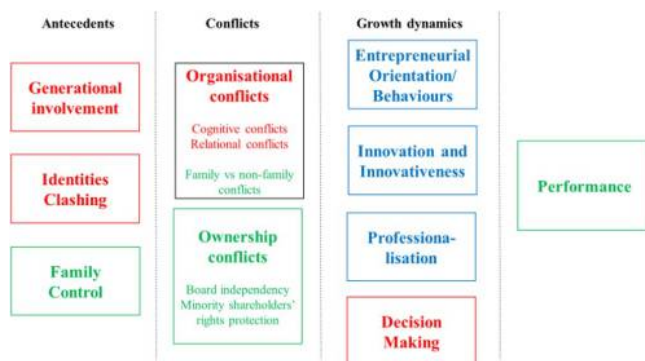 Antecedents
Generational
involvement
Identities
Clashing
Family
Control
Conflicts
Organisational
conflicts
Cognitive conflicts
Relational conflicts
Family vs non-family
conflicts
Ownership
conflicts
Board independency
Minority shareholders'
rights protection
Growth dynamics
Entrepreneurial
Orientation/
Behaviours
Innovation and
Innovativeness
Professiona-
lisation
Decision
Making
Performance